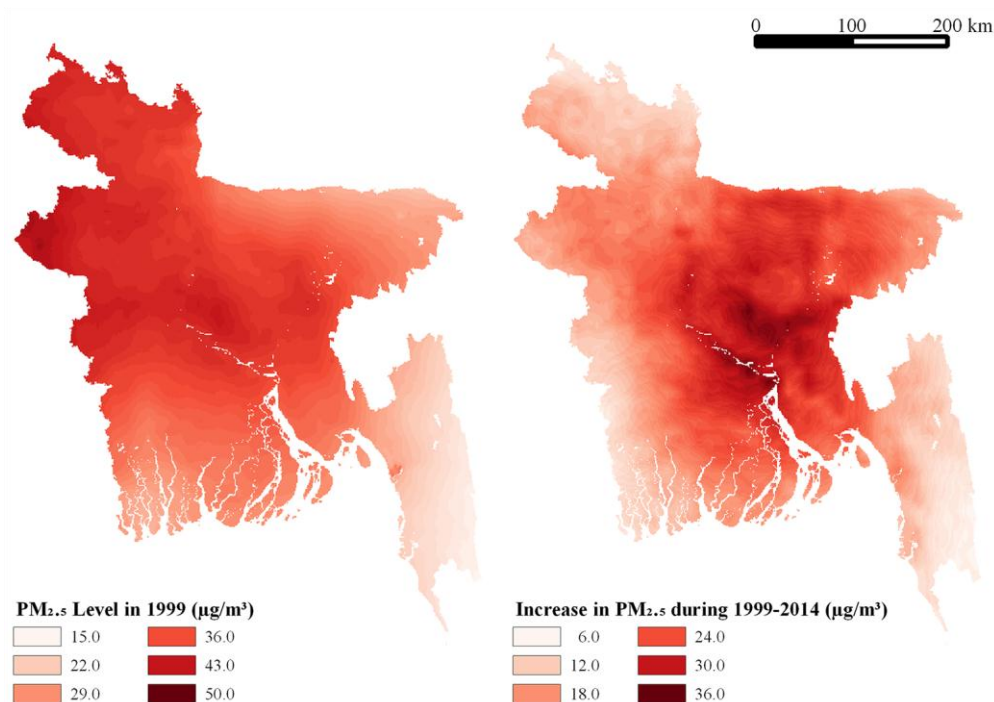 0 100 200 km
PM₂.₅ Level in 1999 (µg/m³)
15.0 36.0
22.0 43.0
29.0 50.0
Increase in PM₂.₅ during 1999-2014 (µg/m³)
6.0 24.0
12.0 30.0
18.0 36.0